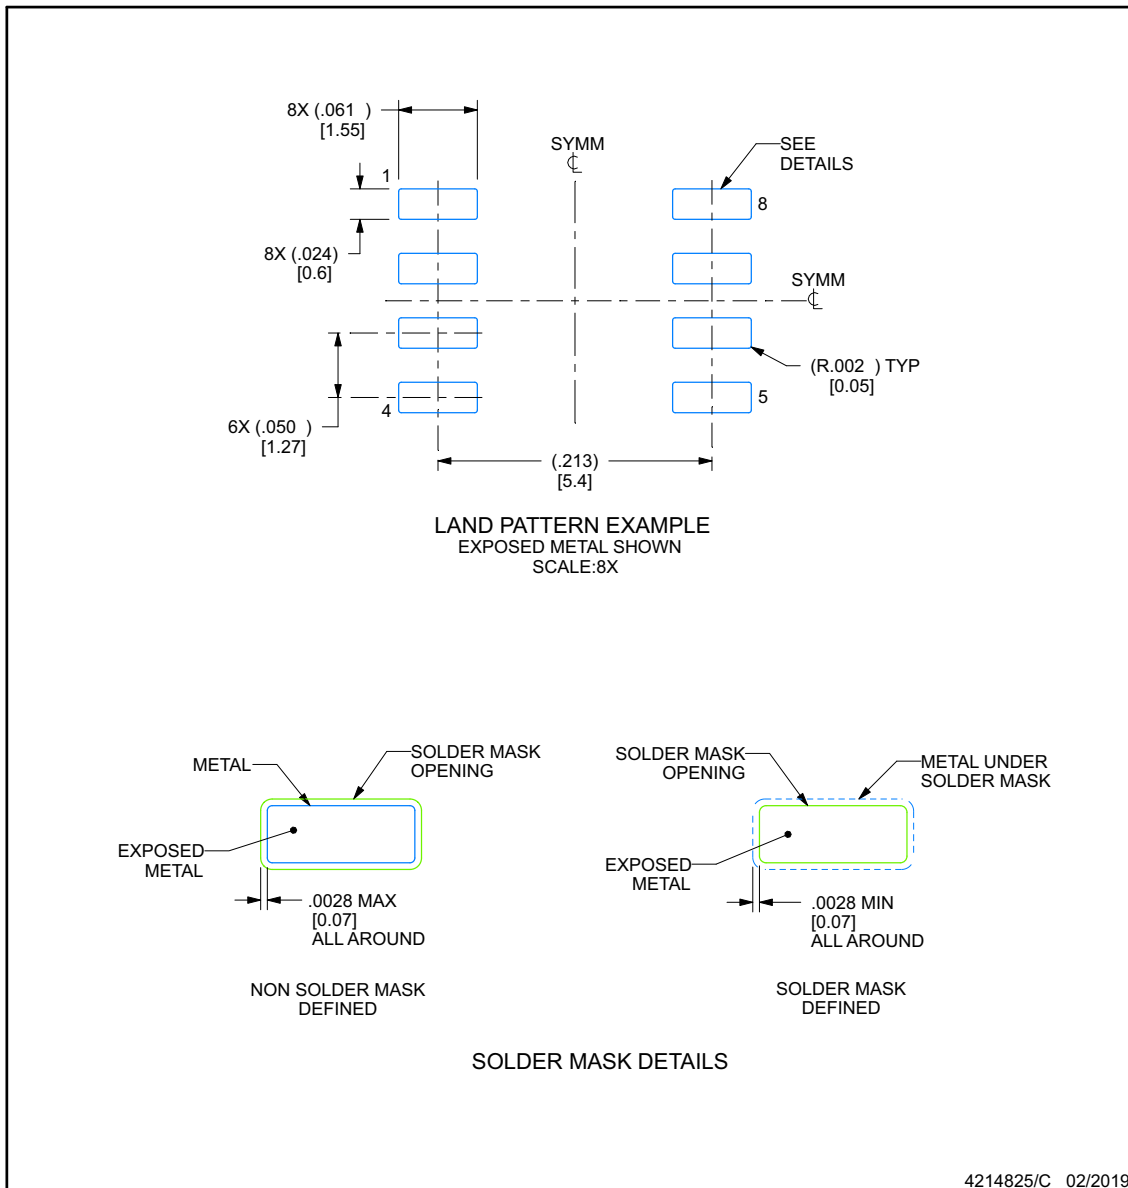 8X (.061 )
[1.55]
SYMM
SEE
DETAILS
1
8
8X (.024)
[0.6]
SYMM
(R.002 ) TYP
[0.05]
4
5
6X (.050 )
[1.27]
(.213)
[5.4]
LAND PATTERN EXAMPLE
EXPOSED METAL SHOWN
SCALE:8X
METAL
SOLDER MASK
OPENING
EXPOSED
METAL
.0028 MAX
[0.07]
ALL AROUND
NON SOLDER MASK
DEFINED
SOLDER MASK
OPENING
METAL UNDER
SOLDER MASK
EXPOSED
METAL
.0028 MIN
[0.07]
ALL AROUND
SOLDER MASK
DEFINED
SOLDER MASK DETAILS
4214825/C 02/2019